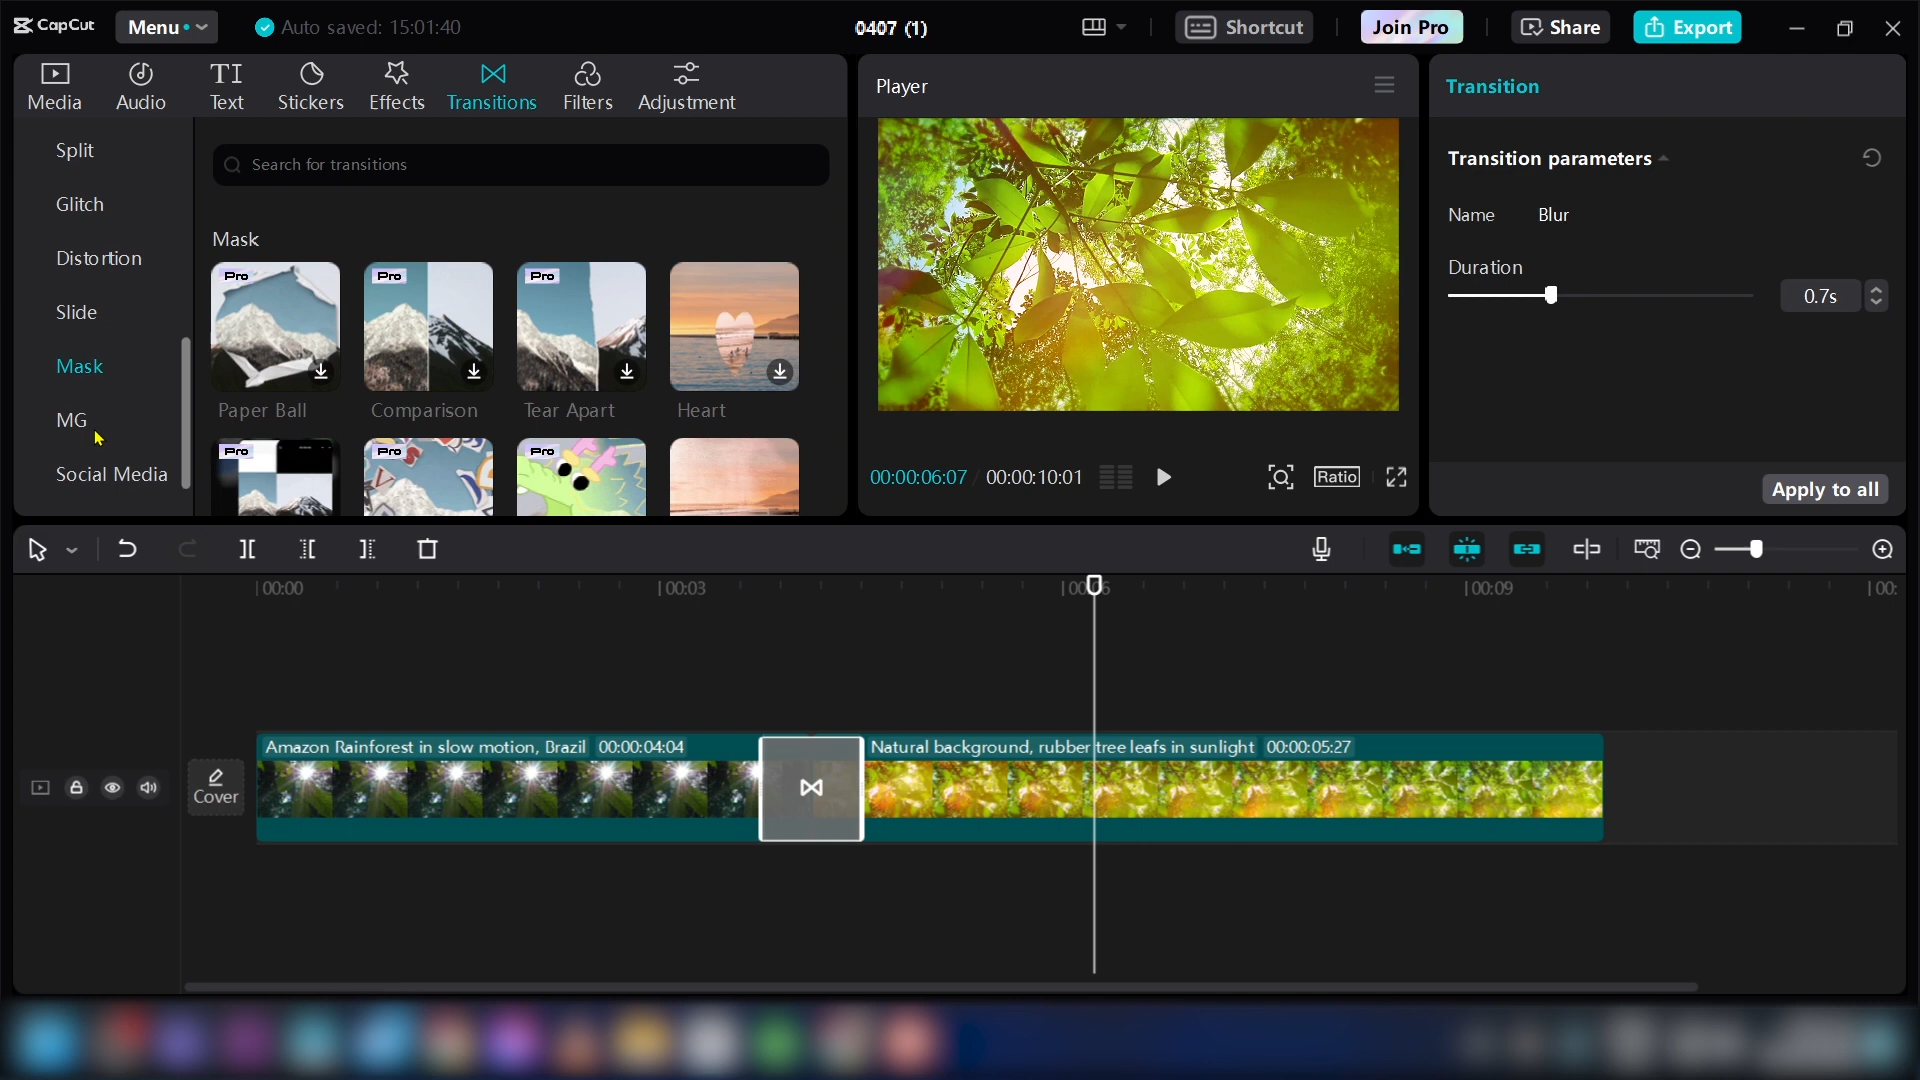 CapCut
Menu
Auto saved: 15:01:40
0407 (1)
Shortcut
Join Pro
Share
Export
Media
Audio
Text
Stickers
Effects
Transitions
Filters
Adjustment
Split
Glitch
Distortion
Slide
Mask
MG
Social Media
Search for transitions
Mask
Pro
Pro
Pro
Paper Ball
Comparison
Tear Apart
Heart
Pro
Pro
Pro
Player
00:00:06:07 / 00:00:10:01
Ratio
Transition
Transition parameters
Name Blur
Duration
0.7s
Apply to all
00:00
00:03
00:06
00:09
00:
Cover
Amazon Rainforest in slow motion, Brazil 00:00:04:04
Natural background, rubber tree leafs in sunlight 00:00:05:27